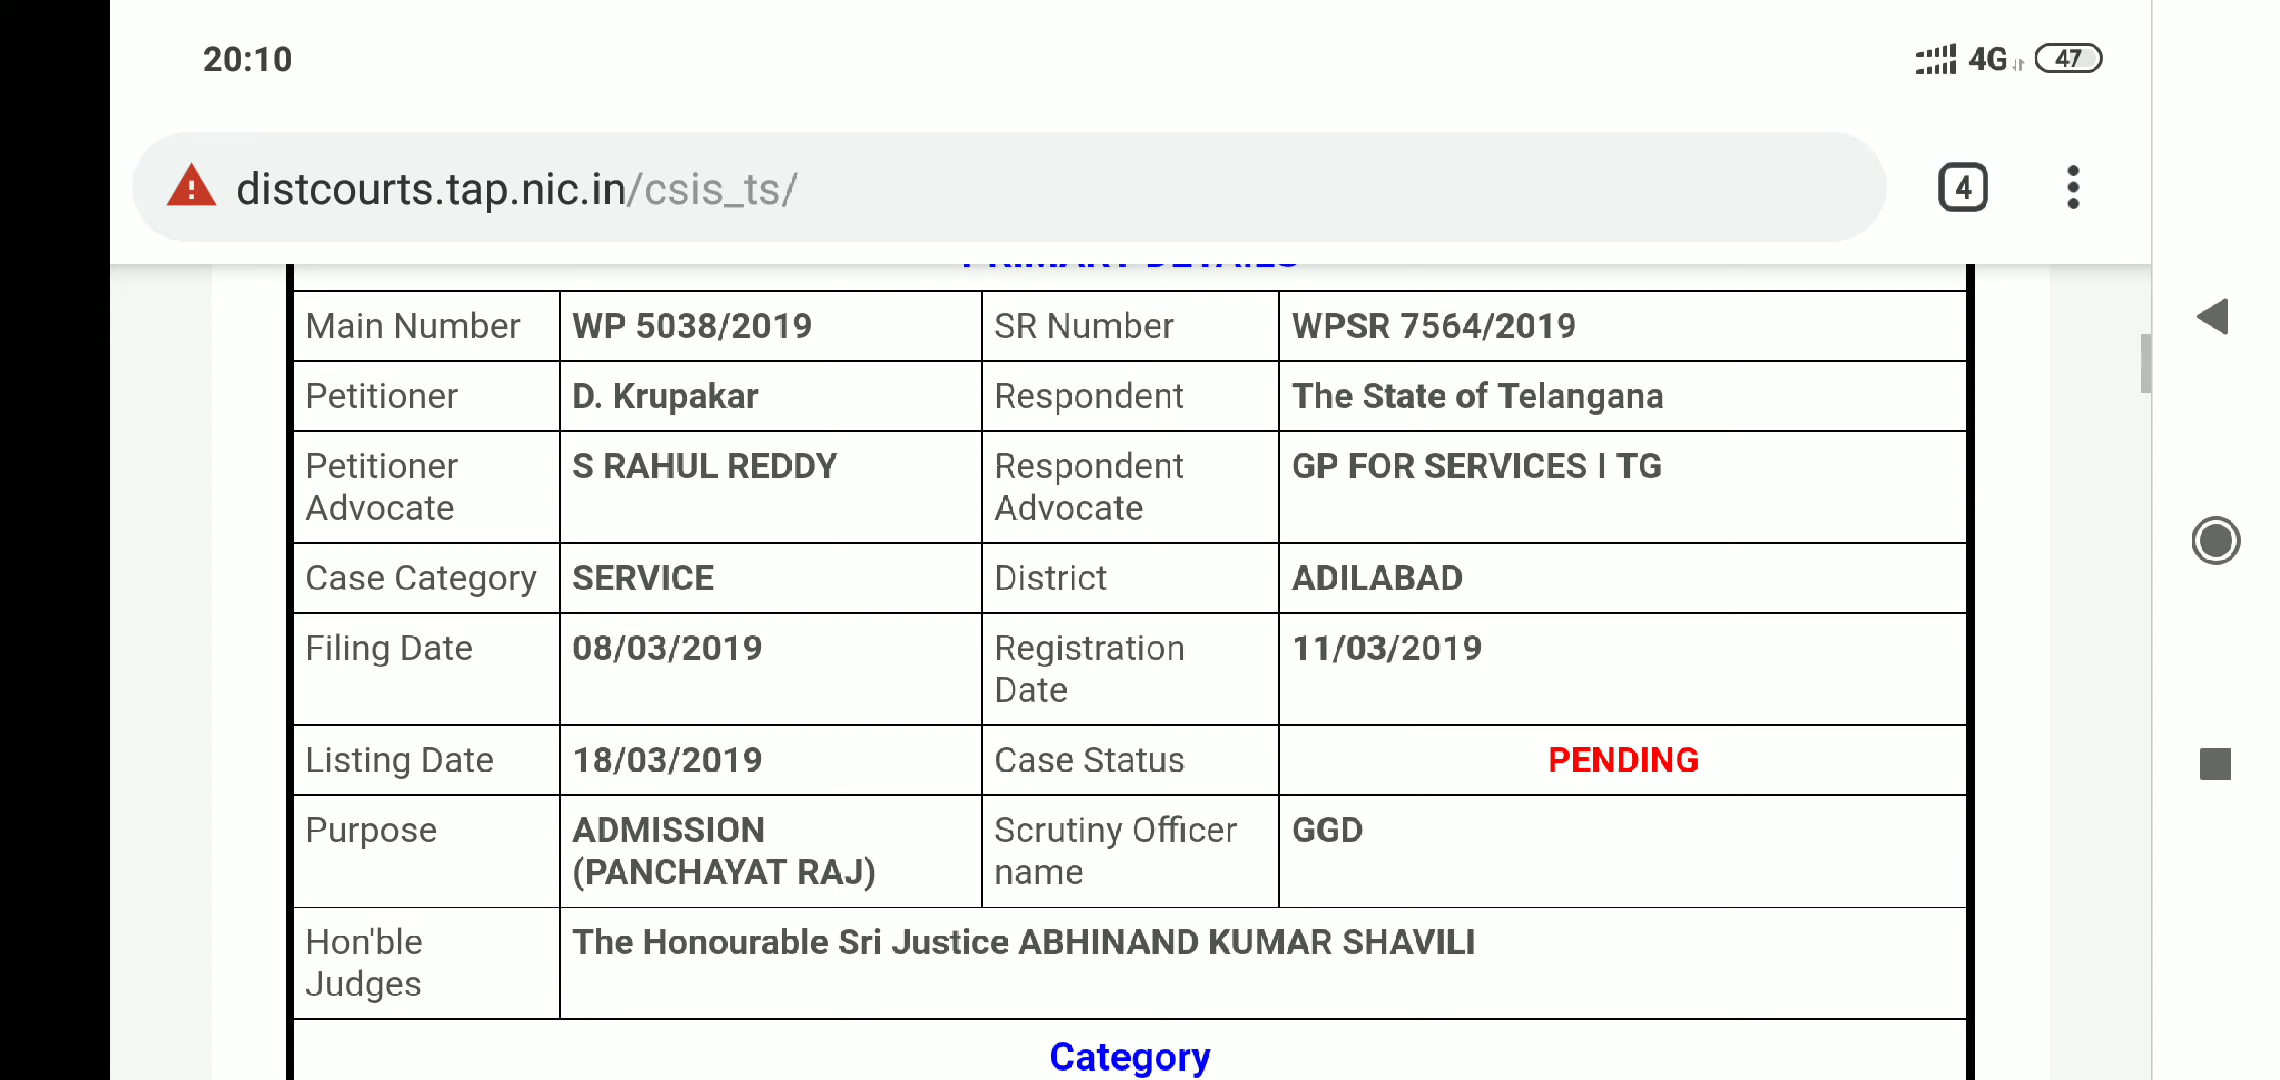 20:10
4G 47
distcourts.tap.nic.in/csis_ts/ 4
PRIMARY DETAILS
Main Number WP 5038/2019 SR Number WPSR 7564/2019
Petitioner D. Krupakar Respondent The State of Telangana
Petitioner S RAHUL REDDY Respondent GP FOR SERVICES I TG
Advocate Advocate
Case Category SERVICE District ADILABAD
Filing Date 08/03/2019 Registration 11/03/2019
Date
Listing Date 18/03/2019 Case Status PENDING
Purpose ADMISSION Scrutiny Officer GGD
(PANCHAYAT RAJ) name
Hon'ble The Honourable Sri Justice ABHINAND KUMAR SHAVILI
Judges
Category